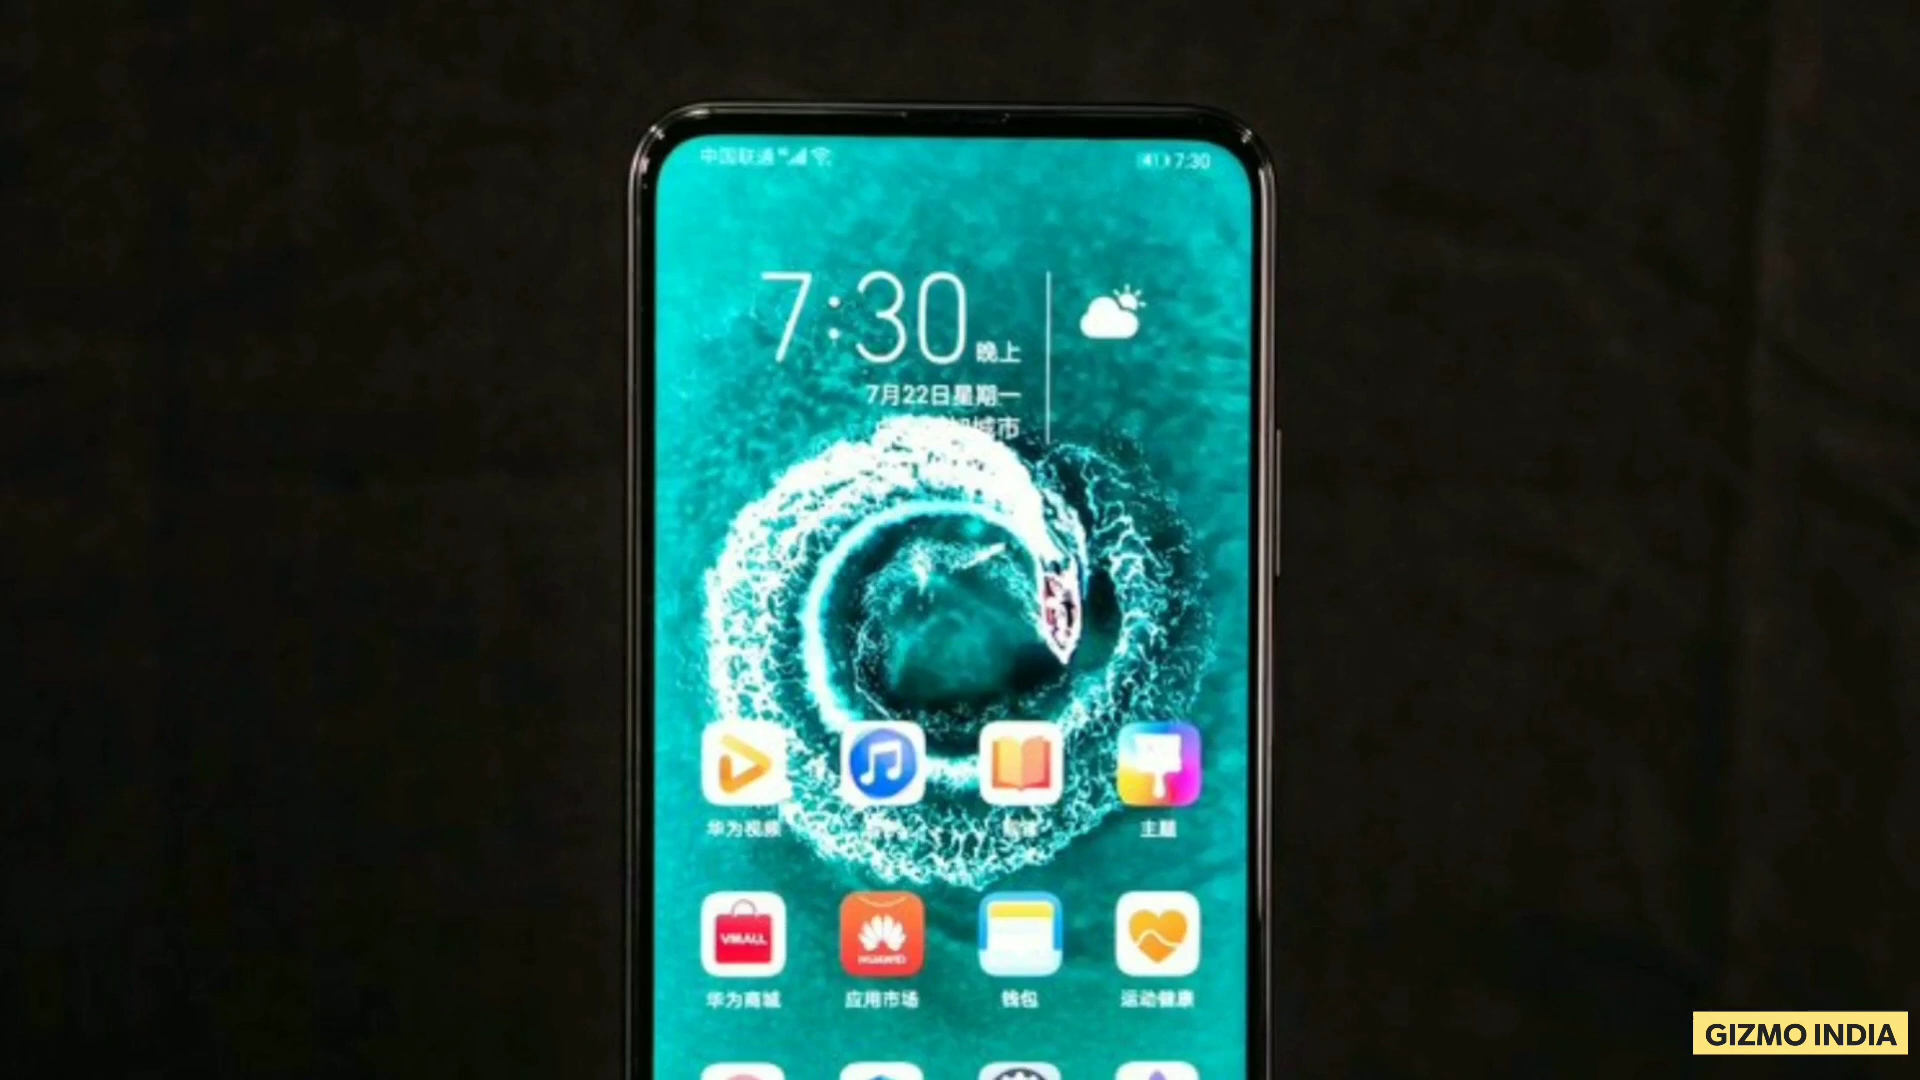 中国联通 7:30
7:30 晚上
7月22日星期一
城市
华为视频 主题
VMALL HUAWEI
华为商城 应用市场 钱包 运动健康
GIZMO INDIA